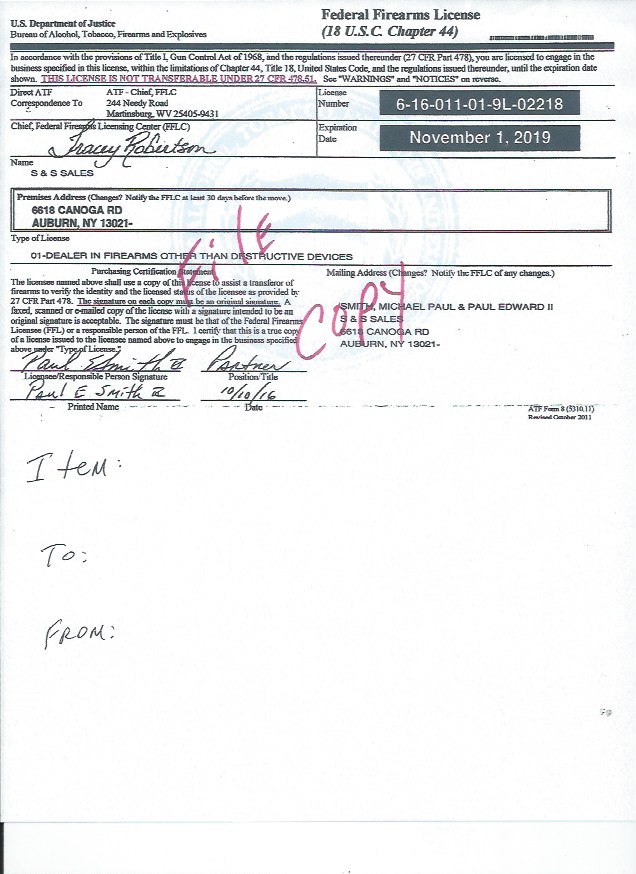 U.S. Department of Justice
Bureau of Alcohol, Tobacco, Firearms and Explosives
Federal Firearms License
(18 U.S.C. Chapter 44)
In accordance with the provisions of Title I, Gun Control Act of 1968, and the regulations issued thereunder (27 CFR Part 478), you are licensed to engage in the
business specified in this license, within the limitations of Chapter 44, Title 18, United States Code, and the regulations issued thereunder, until the expiration date
shown. THIS LICENSE IS NOT TRANSFERABLE UNDER 27 CFR 478.51. See "WARNINGS" and "NOTICES" on reverse.
Direct ATF
Correspondence To
ATF - Chief, FFLC
244 Needy Road
Martinsburg, WV 25405-9431
License
Number
6-16-011-01-9L-02218
Chief, Federal Firearms Licensing Center (FFLC)
Tracey Robertson
Expiration
Date
November 1, 2019
Name
S & S SALES
Premises Address (Changes? Notify the FFLC at least 30 days before the move.)
6618 CANOGA RD
AUBURN, NY 13021-
Type of License
01-DEALER IN FIREARMS OTHER THAN DESTRUCTIVE DEVICES
File
COPY
Purchasing Certification Statement
The licensee named above shall use a copy of this license to assist a transferor of
firearms to verify the identity and the licensed status of the licensee as provided by
27 CFR Part 478. The signature on each copy must be an original signature. A
faxed, scanned or e-mailed copy of the license with a signature intended to be an
original signature is acceptable. The signature must be that of the Federal Firearms
Licensee (FFL) or a responsible person of the FFL. I certify that this is a true copy
of a license issued to the licensee named above to engage in the business specified
above under "Type of License."
Mailing Address (Changes? Notify the FFLC of any changes.)
SMITH, MICHAEL PAUL & PAUL EDWARD II
S & S SALES
6618 CANOGA RD
AUBURN, NY 13021-
Paul E Smith II
Partner
Licensee/Responsible Person Signature
Position/Title
Paul E Smith II
10/10/16
Printed Name
Date
ATF Form 8 (5310.11)
Revised October 2011
Item:
To:
FROM: